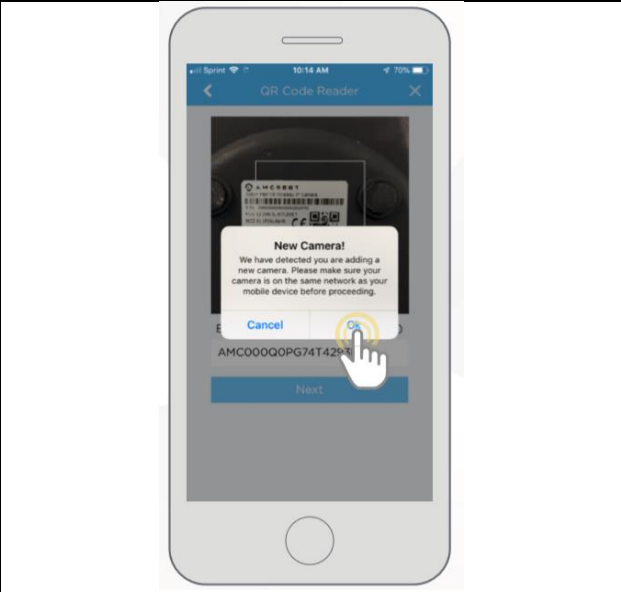 Sprint
10:14 AM
70%
QR Code Reader
AMCREST
New Camera!
We have detected you are adding a
new camera. Please make sure your
camera is on the same network as your
mobile device before proceeding.
Cancel
Ok
AMC000Q0PG74T4293
Next